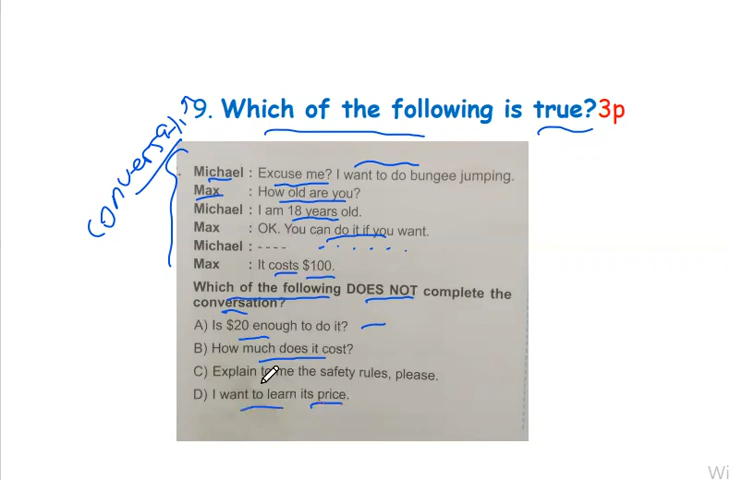 9. Which of the following is true?3p
conversa
Michael : Excuse me? I want to do bungee jumping.
Max : How old are you?
Michael : I am 18 years old.
Max : OK. You can do it if you want.
Michael : ----
Max : It costs $100.
Which of the following DOES NOT complete the
conversation?
A) Is $20 enough to do it?
B) How much does it cost?
C) Explain to me the safety rules, please.
D) I want to learn its price.
Wi